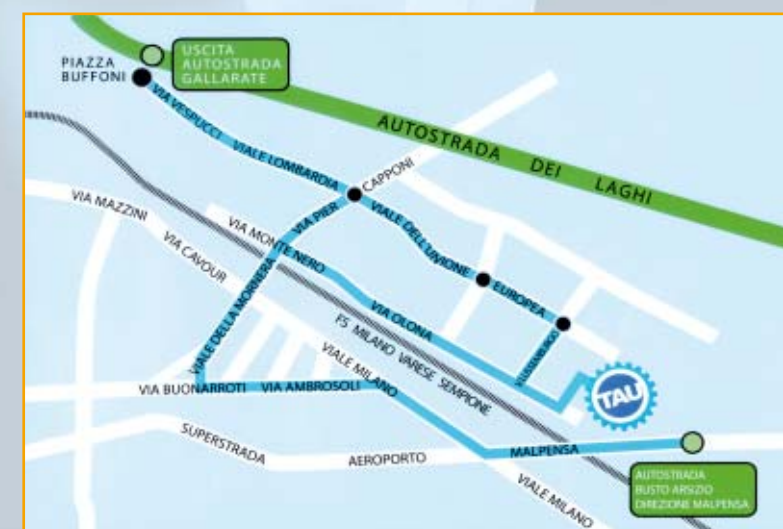 USCITA
AUTOSTRADA
GALLARATE
PIAZZA
BUFFONI
VIA VESPUCCI
VIALE LOMBARDIA
AUTOSTRADA DEI LAGHI
CAPPONI
VIA PIER
VIA MAZZINI
VIA MONTE NERO
VIALE DELL'UNIONE
EUROPEA
VIA CAVOUR
VIALE DELLA MORNERA
VIA OLONA
FS MILANO VARESE SEMPIONE
V.LUSSEMBURGO
TAU
VIA BUONARROTI VIA AMBROSOLI
VIALE MILANO
SUPERSTRADA
AEROPORTO
MALPENSA
VIALE MILANO
AUTOSTRADA
BUSTO ARSIZIO
DIREZIONE MALPENSA